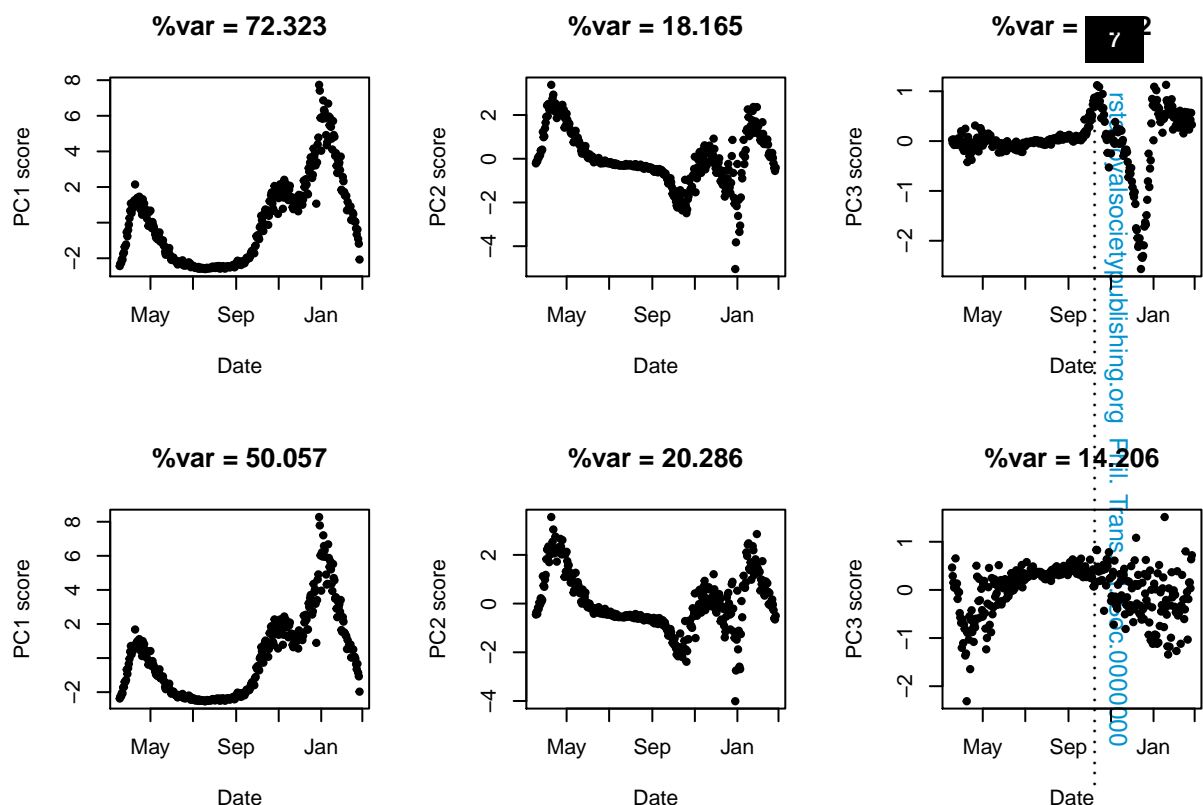 %var = 72.323
PC1 score
8
6
4
2
−2
May
Sep
Jan
Date
%var = 18.165
PC2 score
2
0
−2
−4
May
Sep
Jan
Date
%var =
7
PC3 score
1
0
−1
−2
May
Sep
Jan
Date
%var = 50.057
PC1 score
8
6
4
2
−2
May
Sep
Jan
Date
%var = 20.286
PC2 score
2
0
−2
−4
May
Sep
Jan
Date
%var = 14.206
PC3 score
1
0
−1
−2
May
Sep
Jan
Date
Phil. Trans.
0000000